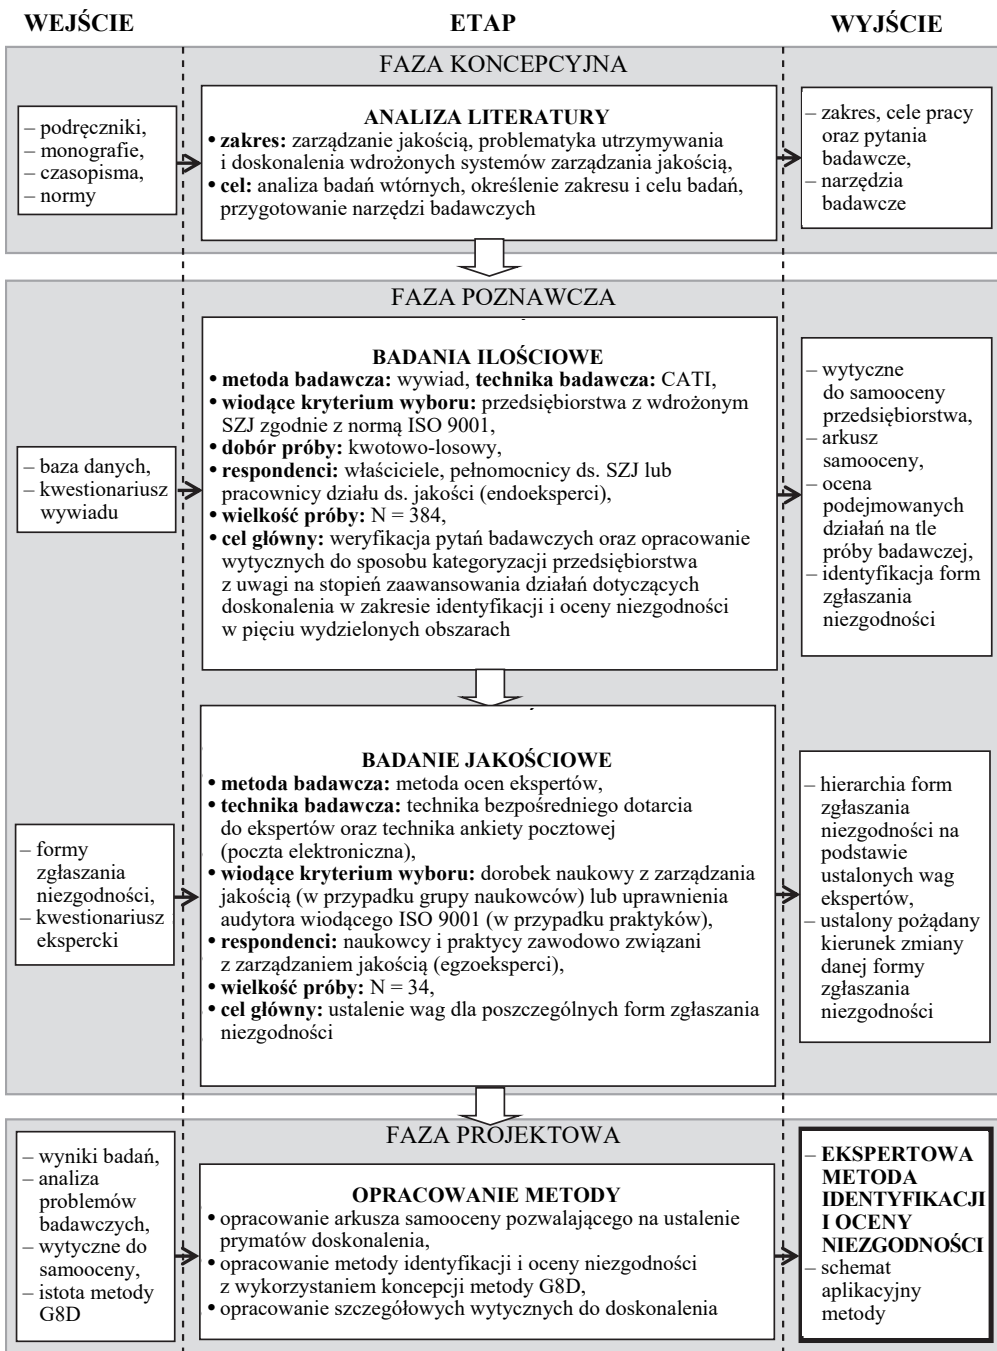 WEJŚCIE
ETAP
WYJŚCIE
FAZA KONCEPCYJNA
– podręczniki,
– monografie,
– czasopisma,
– normy
ANALIZA LITERATURY
• zakres: zarządzanie jakością, problematyka utrzymywania
i doskonalenia wdrożonych systemów zarządzania jakością,
• cel: analiza badań wtórnych, określenie zakresu i celu badań,
przygotowanie narzędzi badawczych
– zakres, cele pracy
oraz pytania
badawcze,
– narzędzia
badawcze
FAZA POZNAWCZA
– baza danych,
– kwestionariusz
wywiadu
BADANIA ILOŚCIOWE
• metoda badawcza: wywiad, technika badawcza: CATI,
• wiodące kryterium wyboru: przedsiębiorstwa z wdrożonym
SZJ zgodnie z normą ISO 9001,
• dobór próby: kwotowo-losowy,
• respondenci: właściciele, pełnomocnicy ds. SZJ lub
pracownicy działu ds. jakości (endoeksperci),
• wielkość próby: N = 384,
• cel główny: weryfikacja pytań badawczych oraz opracowanie
wytycznych do sposobu kategoryzacji przedsiębiorstwa
z uwagi na stopień zaawansowania działań dotyczących
doskonalenia w zakresie identyfikacji i oceny niezgodności
w pięciu wydzielonych obszarach
– wytyczne
do samooceny
przedsiębiorstwa,
– arkusz
samooceny,
– ocena
podejmowanych
działań na tle
próby badawczej,
– identyfikacja form
zgłaszania
niezgodności
– formy
zgłaszania
niezgodności,
– kwestionariusz
ekspercki
BADANIE JAKOŚCIOWE
• metoda badawcza: metoda ocen ekspertów,
• technika badawcza: technika bezpośredniego dotarcia
do ekspertów oraz technika ankiety pocztowej
(poczta elektroniczna),
• wiodące kryterium wyboru: dorobek naukowy z zarządzania
jakością (w przypadku grupy naukowców) lub uprawnienia
audytora wiodącego ISO 9001 (w przypadku praktyków),
• respondenci: naukowcy i praktycy zawodowo związani
z zarządzaniem jakością (egzoeksperci),
• wielkość próby: N = 34,
• cel główny: ustalenie wag dla poszczególnych form zgłaszania
niezgodności
– hierarchia form
zgłaszania
niezgodności na
podstawie
ustalonych wag
ekspertów,
– ustalony pożądany
kierunek zmiany
danej formy
zgłaszania
niezgodności
FAZA PROJEKTOWA
– wyniki badań,
– analiza
problemów
badawczych,
– wytyczne do
samooceny,
– istota metody
G8D
OPRACOWANIE METODY
• opracowanie arkusza samooceny pozwalającego na ustalenie
prymatów doskonalenia,
• opracowanie metody identyfikacji i oceny niezgodności
z wykorzystaniem koncepcji metody G8D,
• opracowanie szczegółowych wytycznych do doskonalenia
– EKSPERTOWA
METODA
IDENTYFIKACJI
I OCENY
NIEZGODNOŚCI
– schemat
aplikacyjny
metody